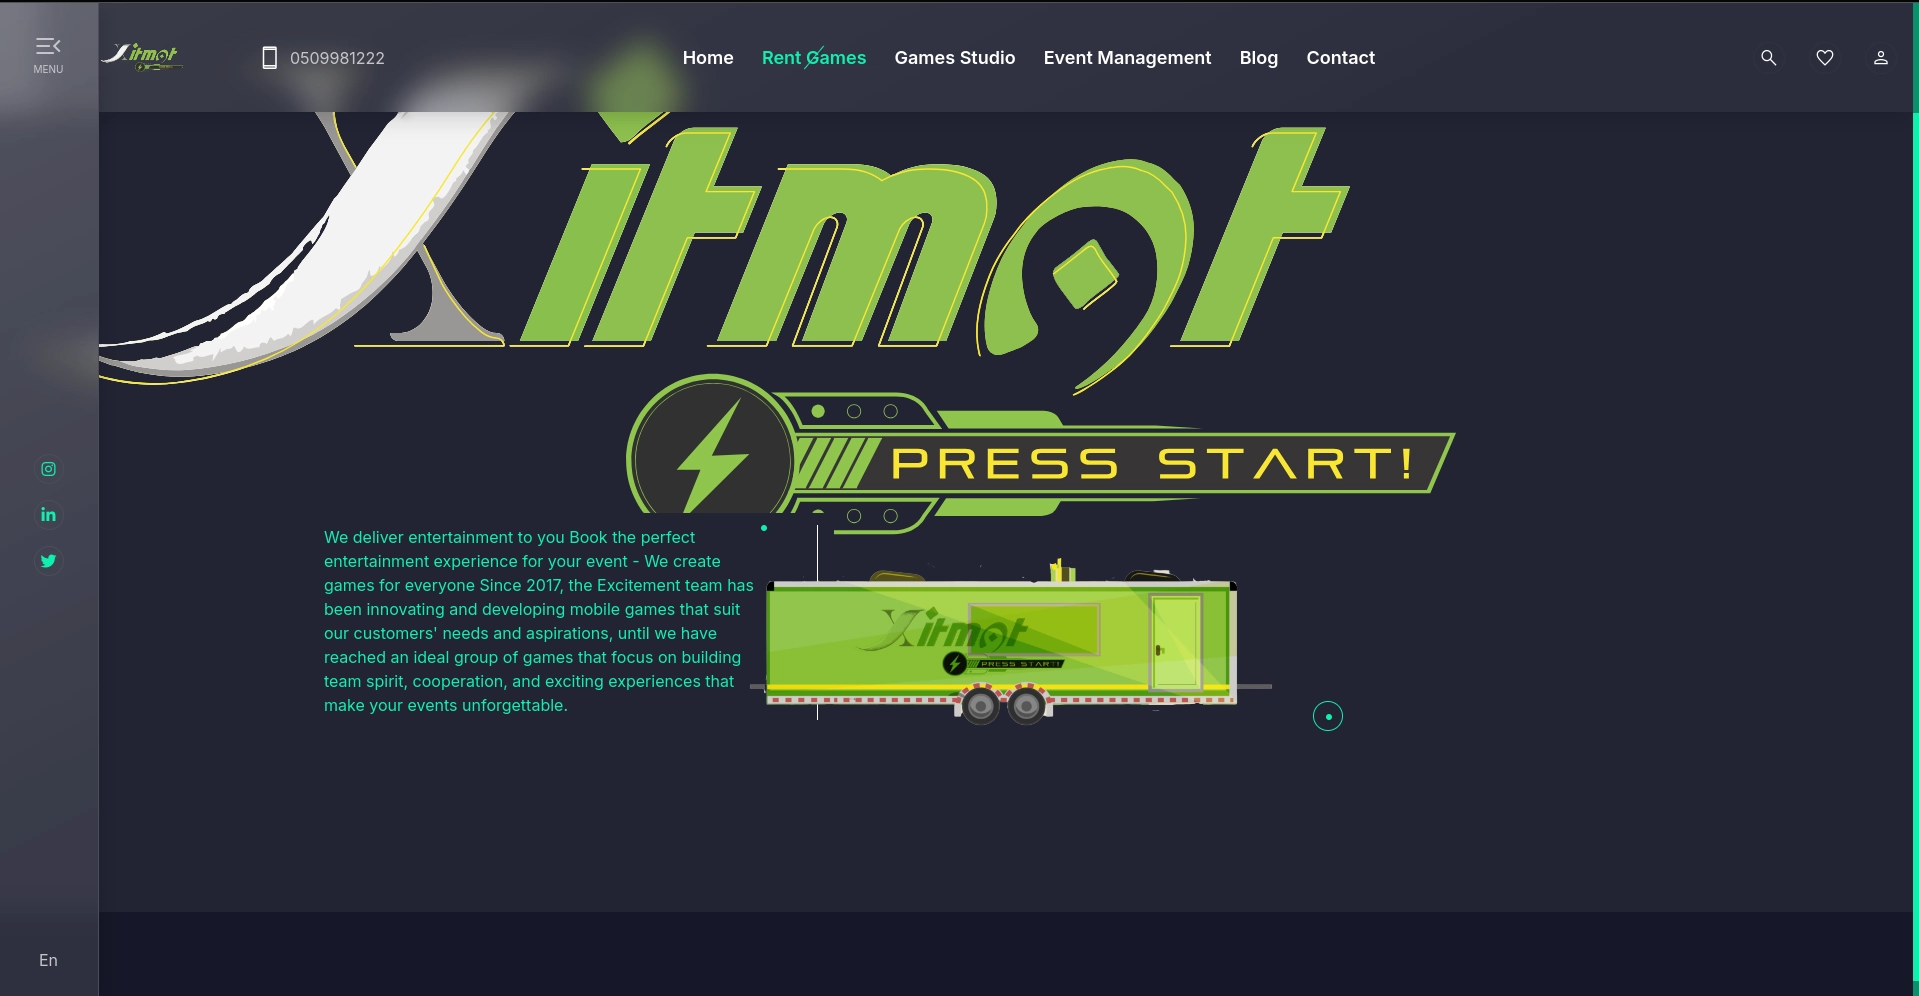 MENU
Xitmot
0509981222
Home
Rent Games
Games Studio
Event Management
Blog
Contact
Xitmot
PRESS START!
We deliver entertainment to you Book the perfect
entertainment experience for your event - We create
games for everyone Since 2017, the Excitement team has
been innovating and developing mobile games that suit
our customers' needs and aspirations, until we have
reached an ideal group of games that focus on building
team spirit, cooperation, and exciting experiences that
make your events unforgettable.
Xitmot
PRESS START!
En